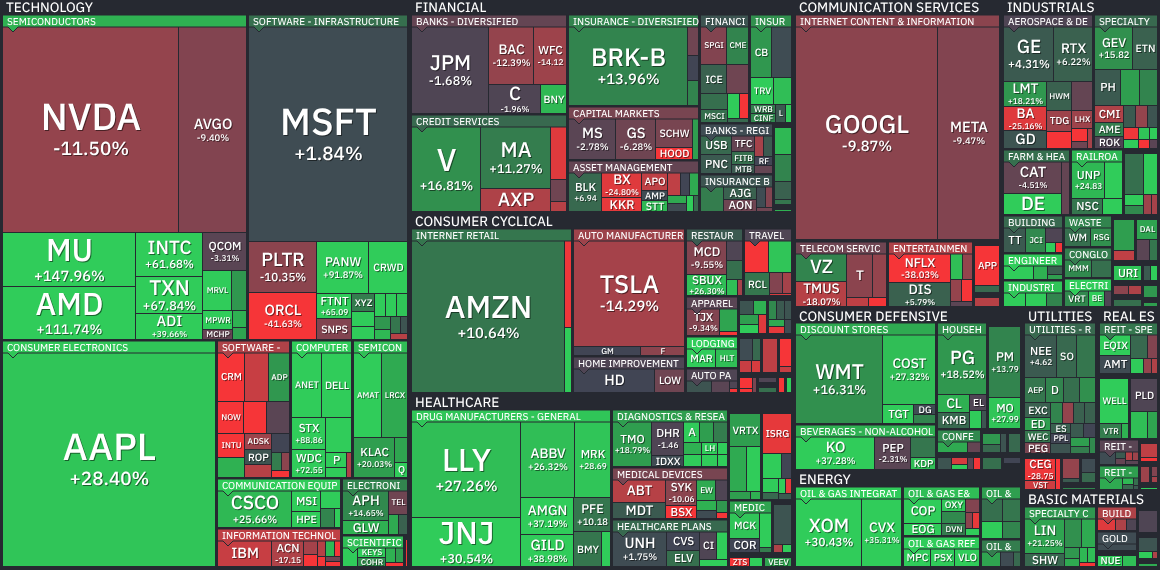 TECHNOLOGY
SEMICONDUCTORS
NVDA
-11.50%
AVGO
-9.40%
MU
+147.96%
AMD
+111.74%
INTC
+61.68%
TXN
+67.84%
ADI
+39.66%
QCOM
-3.31%
MRVL
MPWR
MCHP
SOFTWARE - INFRASTRUCTURE
MSFT
+1.84%
PLTR
-10.35%
ORCL
-41.63%
PANW
+91.87%
CRWD
FTNT
+65.09
XYZ
SNPS
CONSUMER ELECTRONICS
AAPL
+28.40%
SOFTWARE -
CRM
ADP
NOW
INTU
ADSK
ROP
COMPUTER
ANET
DELL
STX
+88.86
WDC
+72.55
P
SEMICON
AMAT
LRCX
KLAC
+20.03%
Q
COMMUNICATION EQUIP
CSCO
+25.66%
MSI
HPE
ELECTRONI
APH
+14.65%
TEL
GLW
INFORMATION TECHNOL
IBM
ACN
-17.15
SCIENTIFIC
KEYS
COHR
FINANCIAL
BANKS - DIVERSIFIED
JPM
-1.68%
BAC
-12.39%
WFC
-14.12
C
-1.96%
BNY
INSURANCE - DIVERSIFIED
BRK-B
+13.96%
FINANCI
SPGI
CME
ICE
MSCI
INSUR
CB
TRV
WRB
CINF
L
CREDIT SERVICES
V
+16.81%
MA
+11.27%
AXP
CAPITAL MARKETS
MS
-2.78%
GS
-6.28%
SCHW
HOOD
ASSET MANAGEMENT
BLK
+6.94
BX
-24.80%
KKR
APO
AMP
STT
BANKS - REGI
USB
TFC
PNC
FITB
MTB
RF
INSURANCE B
AJG
AON
CONSUMER CYCLICAL
INTERNET RETAIL
AMZN
+10.64%
AUTO MANUFACTURER
TSLA
-14.29%
GM
F
HOME IMPROVEMENT
HD
LOW
RESTAUR
MCD
-9.55%
SBUX
+26.30%
TRAVEL
RCL
APPAREL
TJX
-9.34%
LODGING
MAR
HLT
AUTO PA
HEALTHCARE
DRUG MANUFACTURERS - GENERAL
LLY
+27.26%
JNJ
+30.54%
ABBV
+26.32%
MRK
+28.69
AMGN
+37.19%
GILD
+38.98%
PFE
+10.18
BMY
DIAGNOSTICS & RESEA
TMO
+18.79%
DHR
-1.46
IDXX
A
LH
MEDICAL DEVICES
ABT
MDT
SYK
-10.06
BSX
EW
HEALTHCARE PLANS
UNH
+1.75%
CVS
ELV
CI
VRTX
ISRG
MEDIC
MCK
COR
ZTS
VEEV
COMMUNICATION SERVICES
INTERNET CONTENT & INFORMATION
GOOGL
-9.87%
META
-9.47%
TELECOM SERVIC
VZ
TMUS
-18.07%
T
ENTERTAINMEN
NFLX
-38.03%
DIS
+5.79%
APP
INDUSTRIALS
AEROSPACE & DE
GE
+4.31%
RTX
+6.22%
LMT
+18.21%
HWM
BA
-25.16%
TDG
LHX
GD
SPECIALTY
GEV
+15.82
ETN
PH
CMI
AME
ROK
FARM & HEA
CAT
-4.51%
DE
RAILROA
UNP
+24.83
NSC
BUILDING
TT
JCI
WASTE
WM
RSG
DAL
ENGINEER
CONGLO
MMM
URI
INDUSTRI
ELECTRI
VRT
BE
CONSUMER DEFENSIVE
DISCOUNT STORES
WMT
+16.31%
COST
+27.32%
TGT
DG
HOUSEH
PG
+18.52%
CL
EL
KMB
PM
+13.79
MO
+27.99
BEVERAGES - NON-ALCOHOL
KO
+37.28%
PEP
-2.31%
KDP
CONFE
ENERGY
OIL & GAS INTEGRAT
XOM
+30.43%
CVX
+35.31%
OIL & GAS E&
COP
OXY
EOG
DVN
OIL & GAS REF
MPC
PSX
VLO
OIL &
OIL &
UTILITIES
UTILITIES - R
NEE
+4.62
SO
AEP
D
EXC
ED
WEC
ES
PPL
PEG
CEG
-28.75
VST
REAL ES
REIT - SPE
EQIX
AMT
WELL
PLD
VTR
REIT -
REIT -
BASIC MATERIALS
SPECIALTY C
LIN
+21.25%
SHW
BUILD
GOLD
NUE